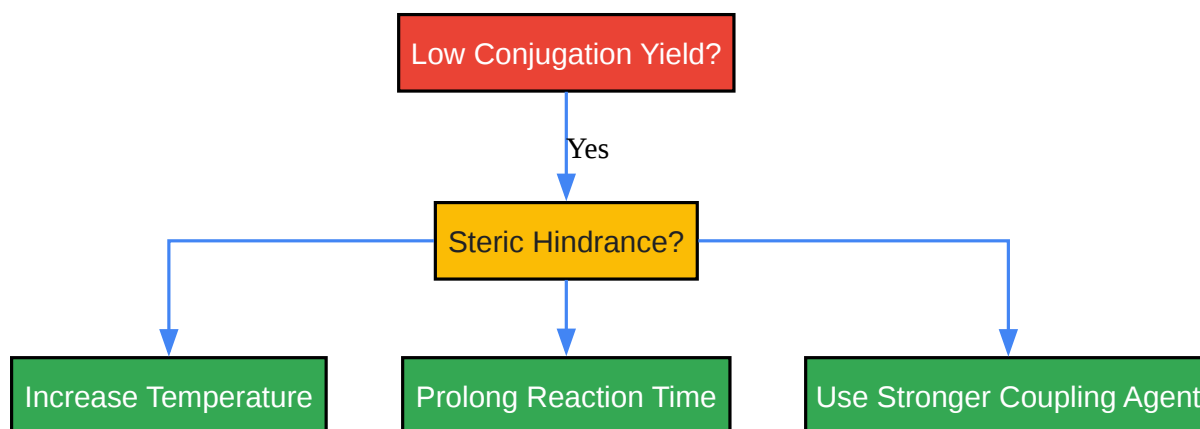 Low Conjugation Yield?
Yes
Steric Hindrance?
Increase Temperature
Prolong Reaction Time
Use Stronger Coupling Agent